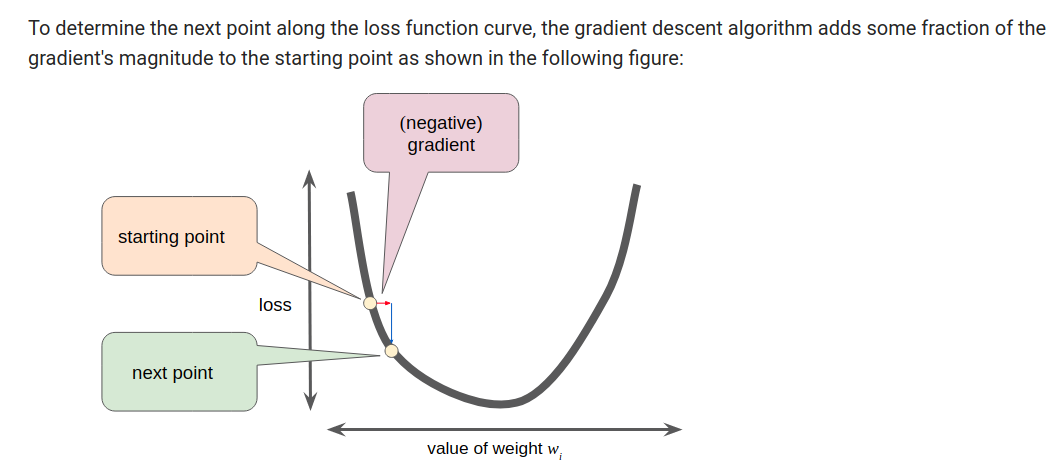 To determine the next point along the loss function curve, the gradient descent algorithm adds some fraction of the
gradient's magnitude to the starting point as shown in the following figure:
(negative)
gradient
starting point
loss
next point
value of weight wᵢ